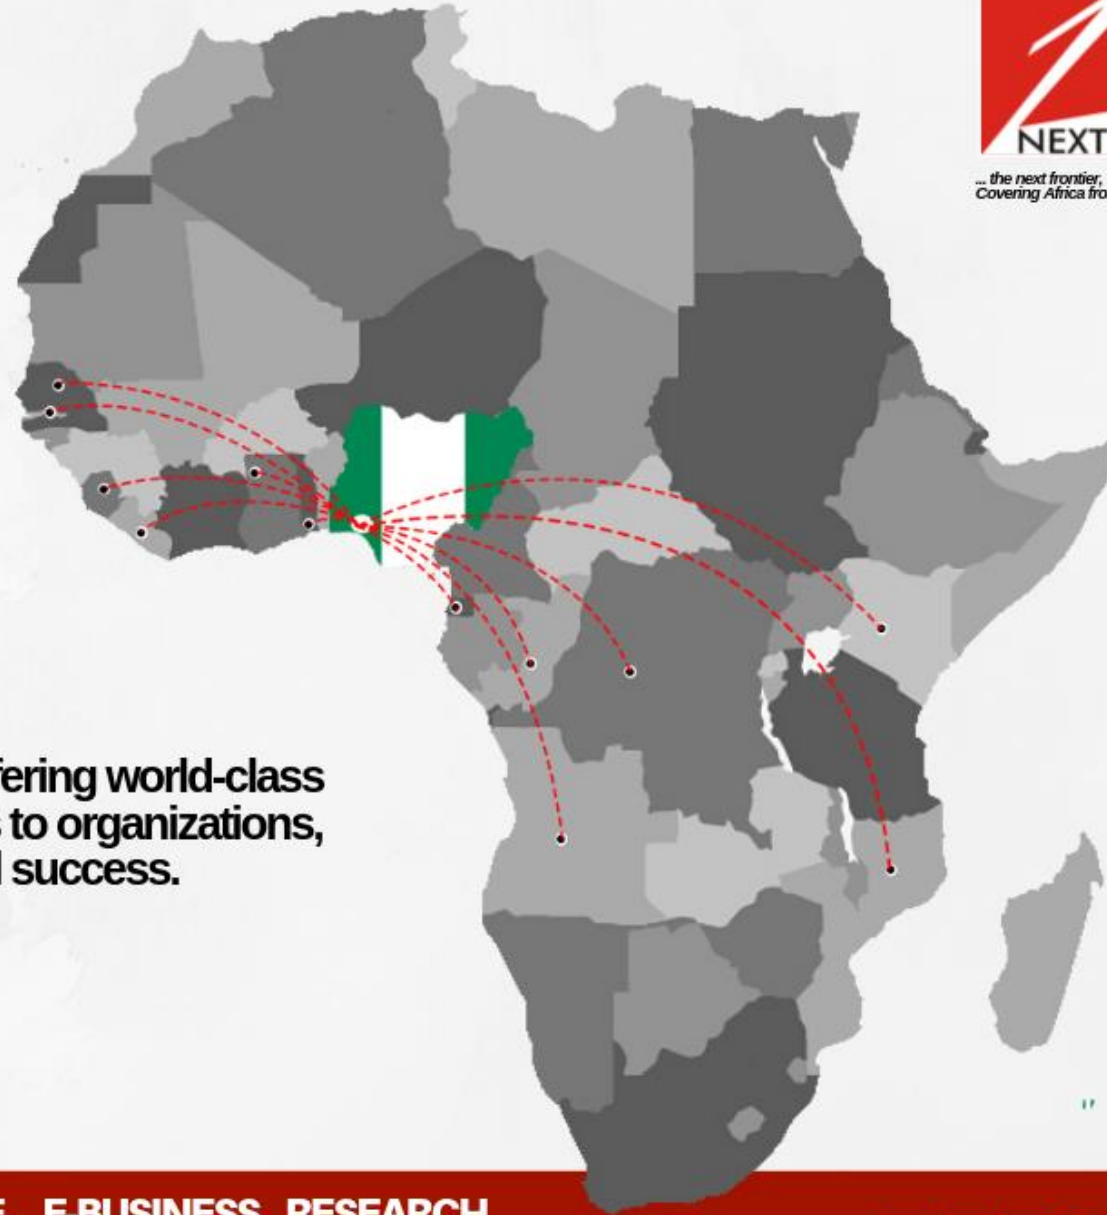 NEXT
... the next frontier,
Covering Africa fro
fering world-class
s to organizations,
l success.
E - E-BUSINESS - RESEARCH